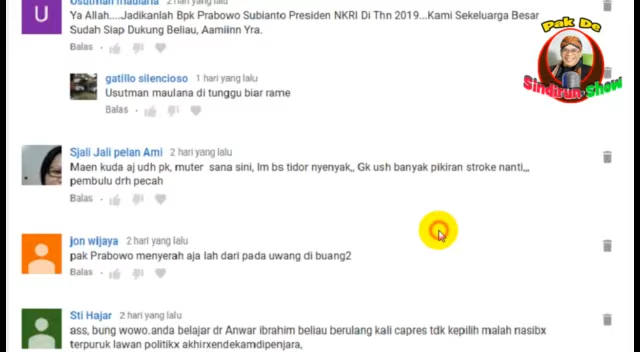 Usutman maulana 2 hari yang lalu
Ya Allah.....Jadikanlah Bpk Prabowo Subianto Presiden NKRI Di Thn 2019...Kami Sekeluarga Besar
Sudah Siap Dukung Beliau, Aamiinn Yra.
Balas
gatillo silencioso 1 hari yang lalu
Usutman maulana di tunggu biar rame
Balas
Sjali Jali pelan Ami 2 hari yang lalu
Maen kuda aj udh pk, muter sana sini, lm bs tidor nyenyak,, Gk ush banyak pikiran stroke nanti,,,
pembulu drh pecah
Balas
jon wijaya 2 hari yang lalu
pak Prabowo menyerah aja lah dari pada uwang di buang2
Balas
Sti Hajar 2 hari yang lalu
ass, bung wowo.anda belajar dr Anwar ibrahim beliau berulang kali capres tdk kepilih malah nasibx
terpuruk lawan politikx akhirxendekamdipenjara,
U
Pak De
Sindirun Show